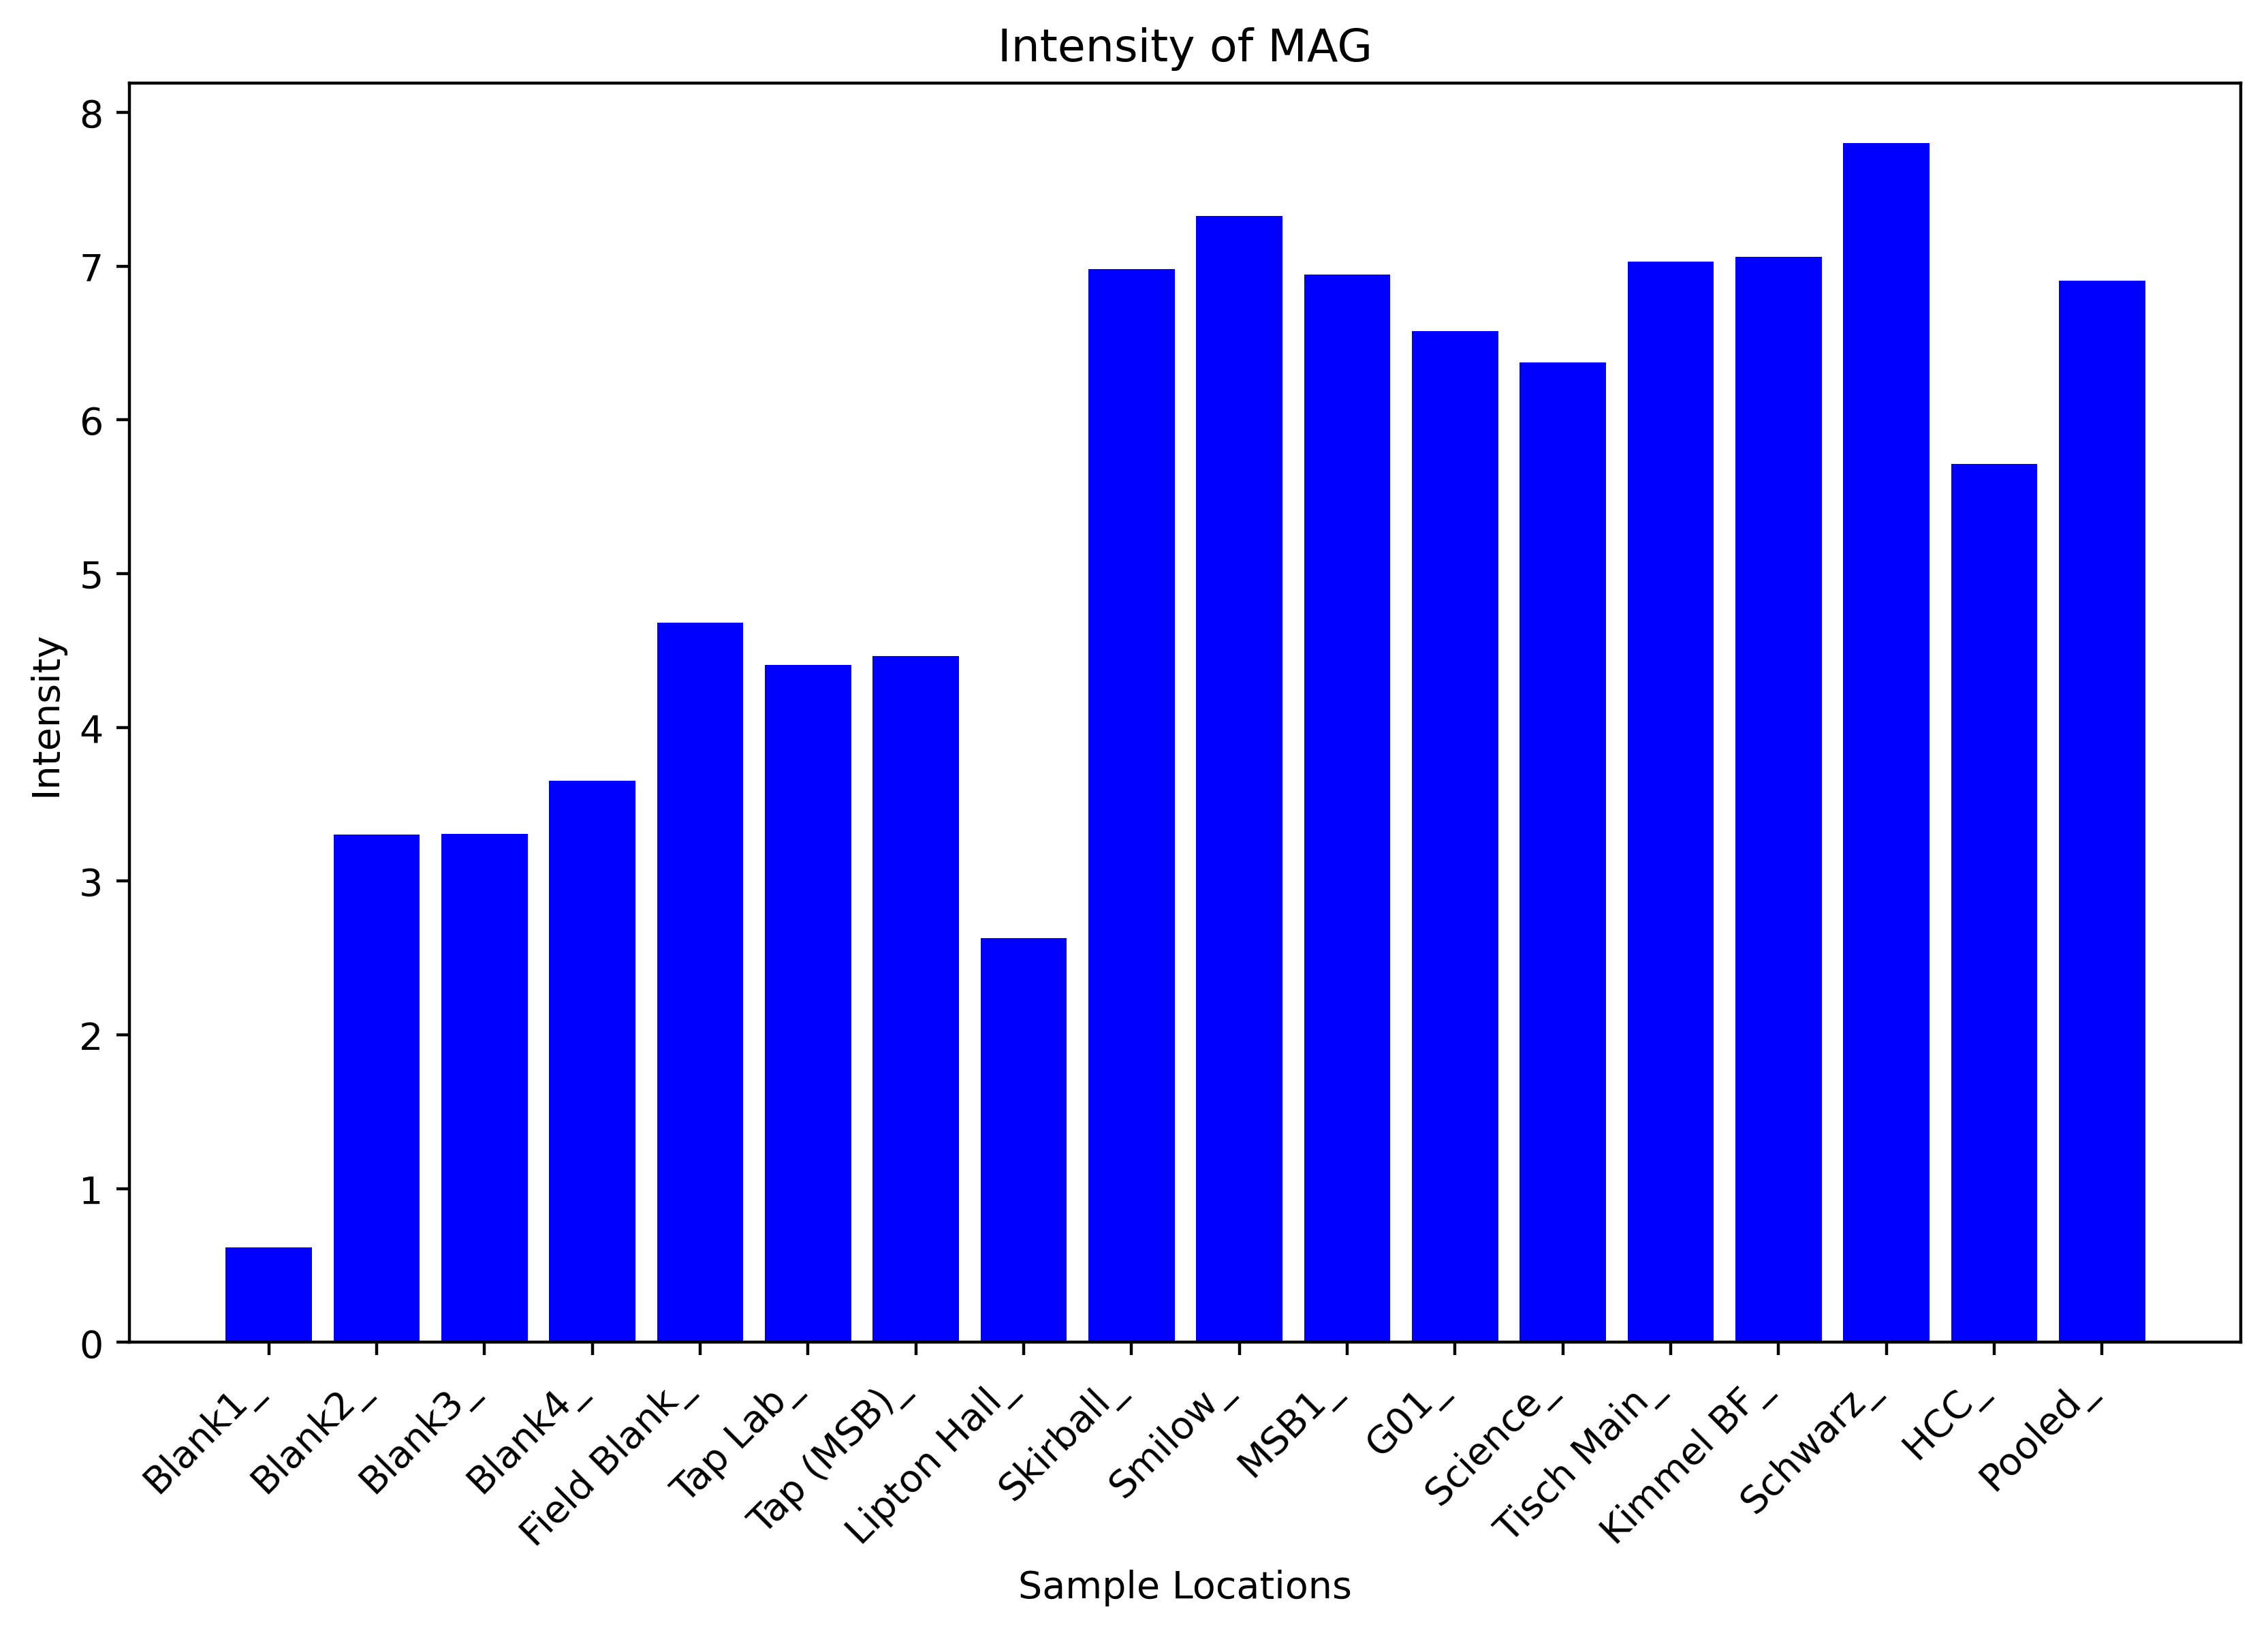 Intensity of MAG
8
7
6
5
4
3
2
1
0
Intensity
Blank1_
Blank2_
Blank3_
Blank4_
Field Blank_
Tap Lab_
Tap (MSB)_
Lipton Hall_
Skirball_
Smilow_
MSB1_
G01_
Science_
Tisch Main_
Kimmel BF_
Schwarz_
HCC_
Pooled_
Sample Locations